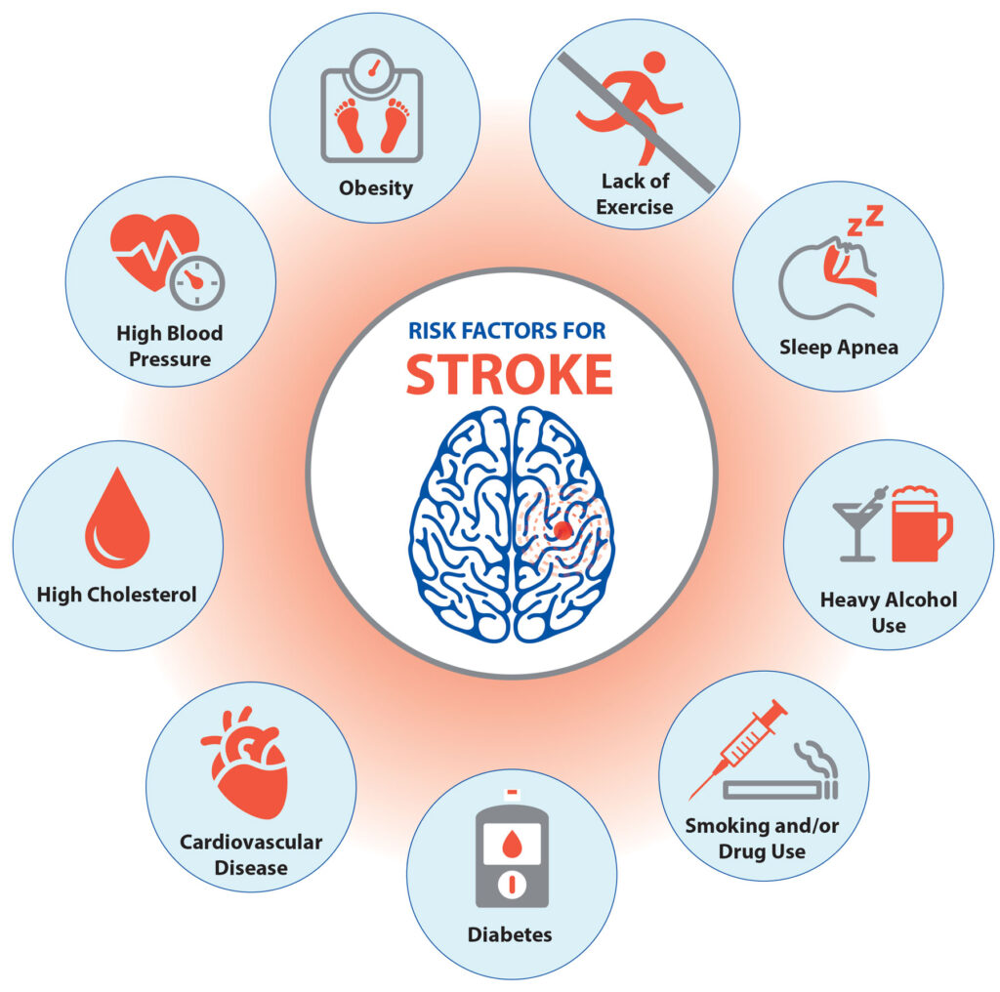 RISK FACTORS FOR
STROKE
Obesity
Lack of
Exercise
Sleep Apnea
Heavy Alcohol
Use
Smoking and/or
Drug Use
Diabetes
Cardiovascular
Disease
High Cholesterol
High Blood
Pressure
zZ